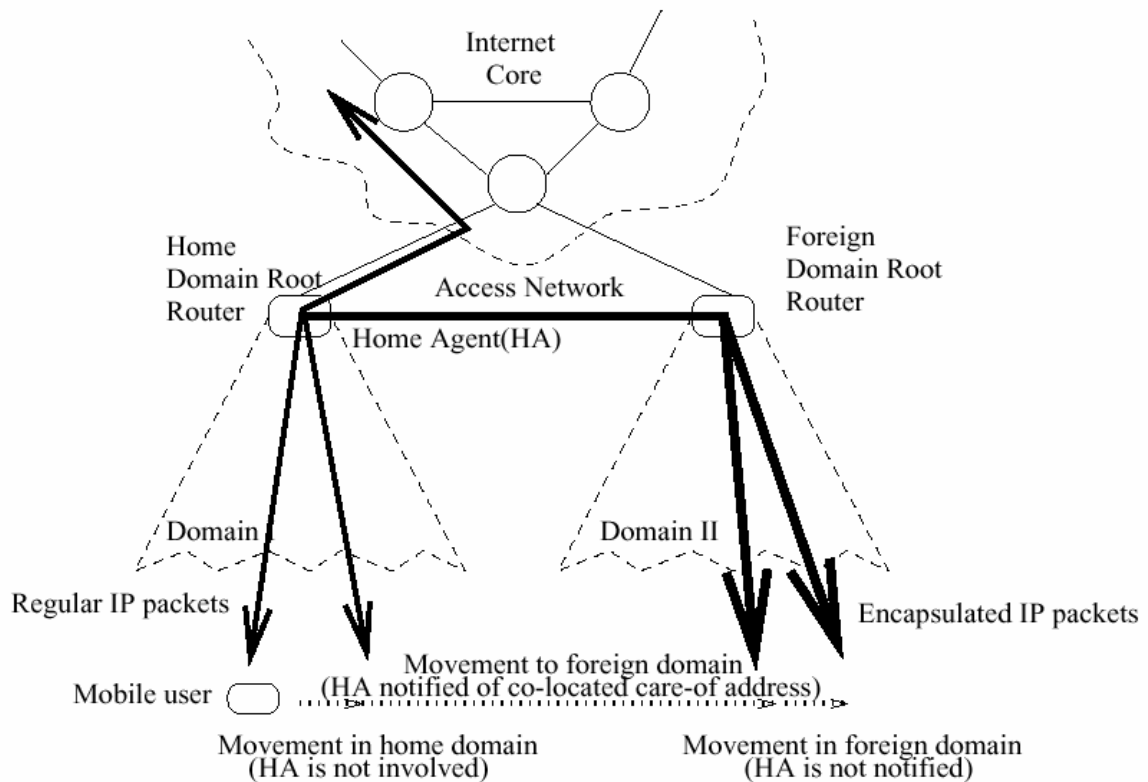 Internet
Core
Home
Domain Root
Router
Foreign
Domain Root
Router
Access Network
Home Agent(HA)
Domain I
Domain II
Regular IP packets
Encapsulated IP packets
Movement to foreign domain
(HA notified of co-located care-of address)
Mobile user
Movement in home domain
(HA is not involved)
Movement in foreign domain
(HA is not notified)